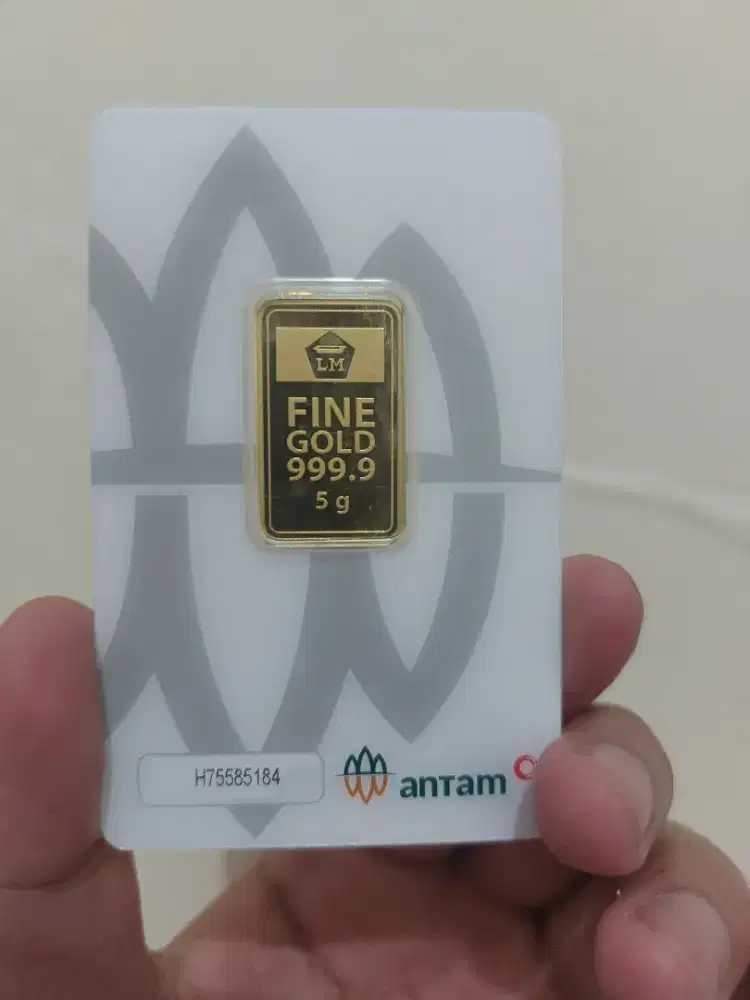 LM
FINE
GOLD
999.9
5 g
H75585184
antam